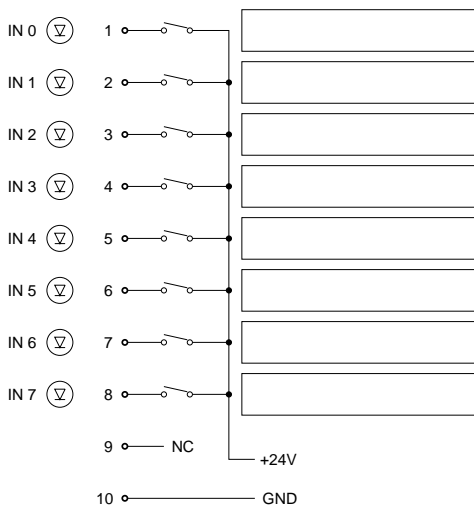 IN 0 1
IN 1 2
IN 2 3
IN 3 4
IN 4 5
IN 5 6
IN 6 7
IN 7 8
9 NC
+24V
10 GND